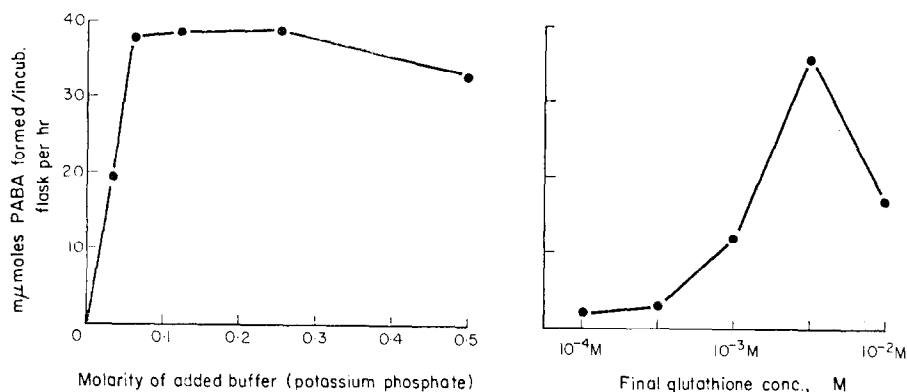 40
30
20
10
0
mμmoles PABA formed/incub.
flask per hr
0·1
0·2
0·3
0·4
0·5
Molarity of added buffer (potassium phosphate)
10⁻⁴M
10⁻³M
10⁻²M
Final glutathione conc., M